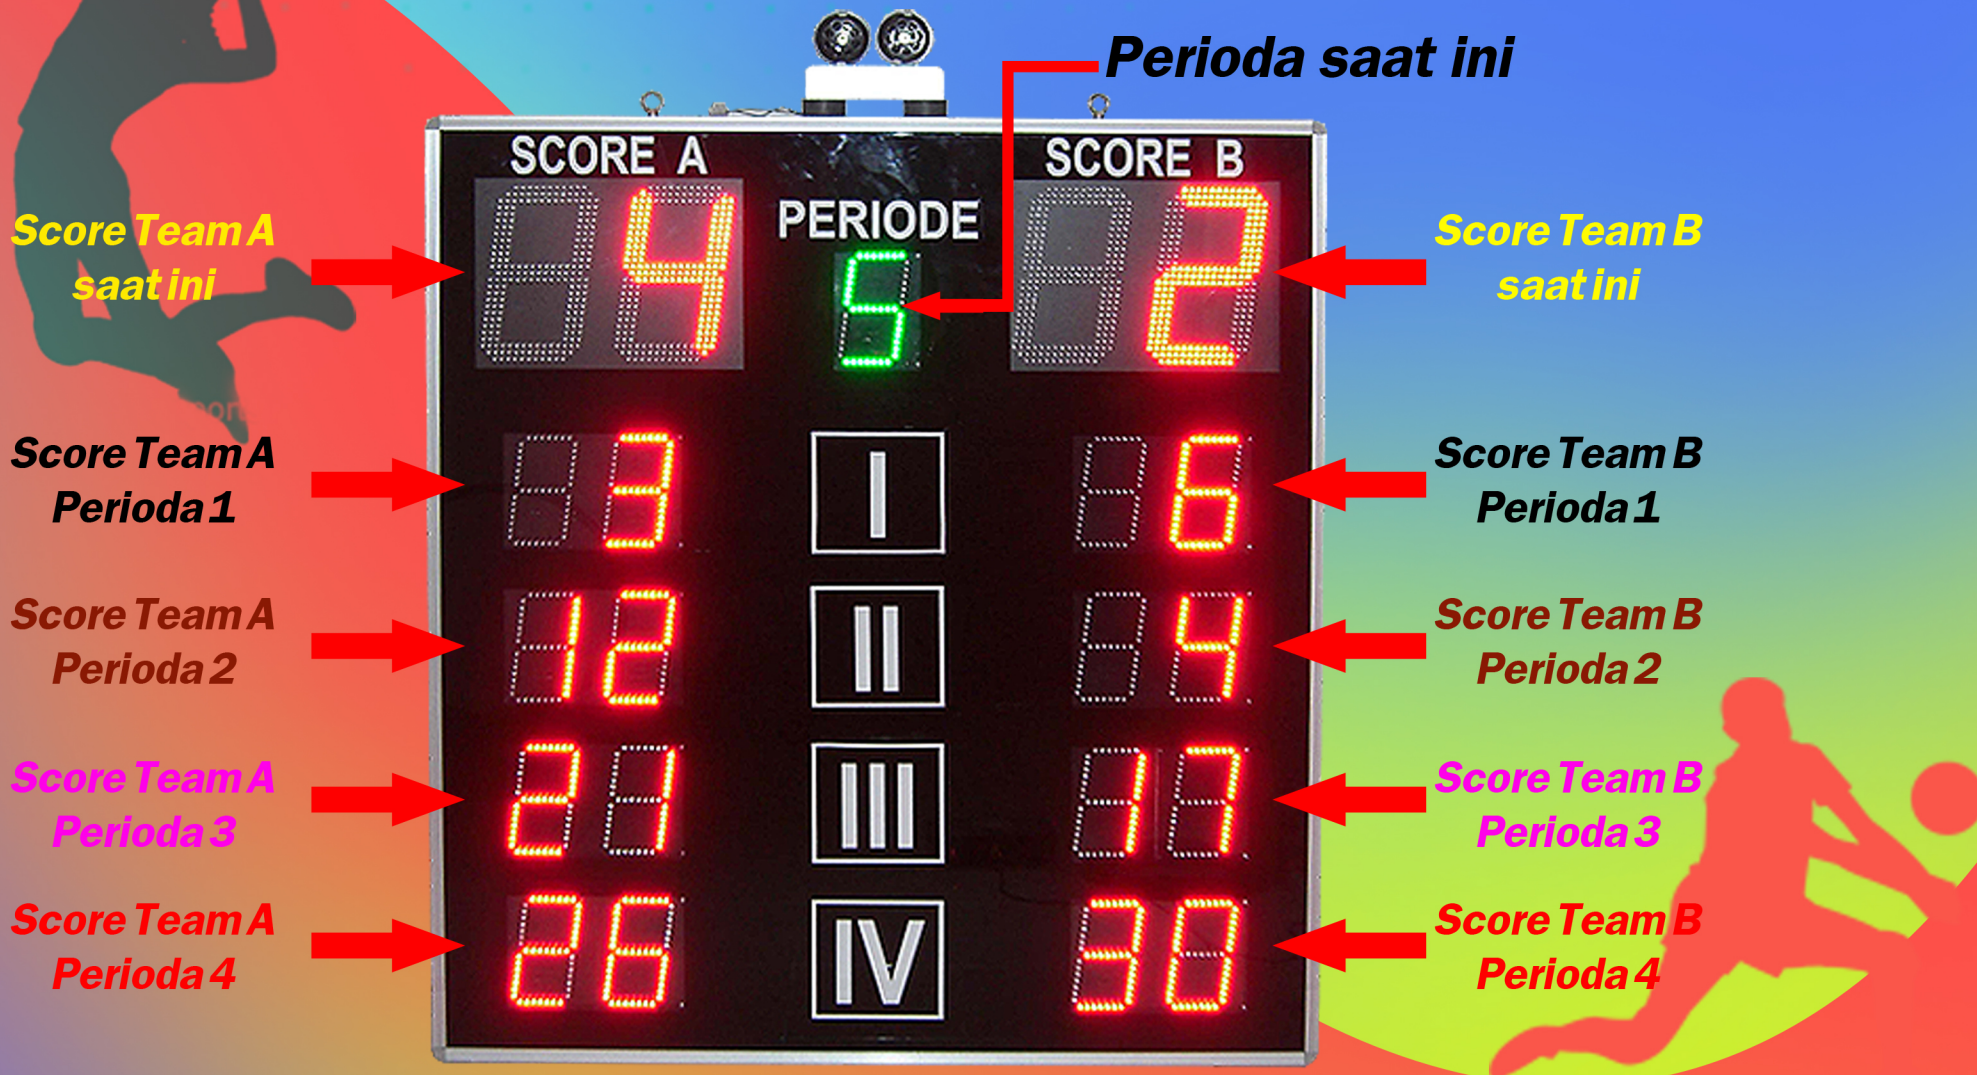 Perioda saat ini
SCORE A
SCORE B
PERIODE
4
5
2
Score Team A
saat ini
Score Team B
saat ini
Score Team A
Perioda 1
3
I
6
Score Team B
Perioda 1
Score Team A
Perioda 2
12
II
4
Score Team B
Perioda 2
Score Team A
Perioda 3
21
III
17
Score Team B
Perioda 3
Score Team A
Perioda 4
26
IV
30
Score Team B
Perioda 4